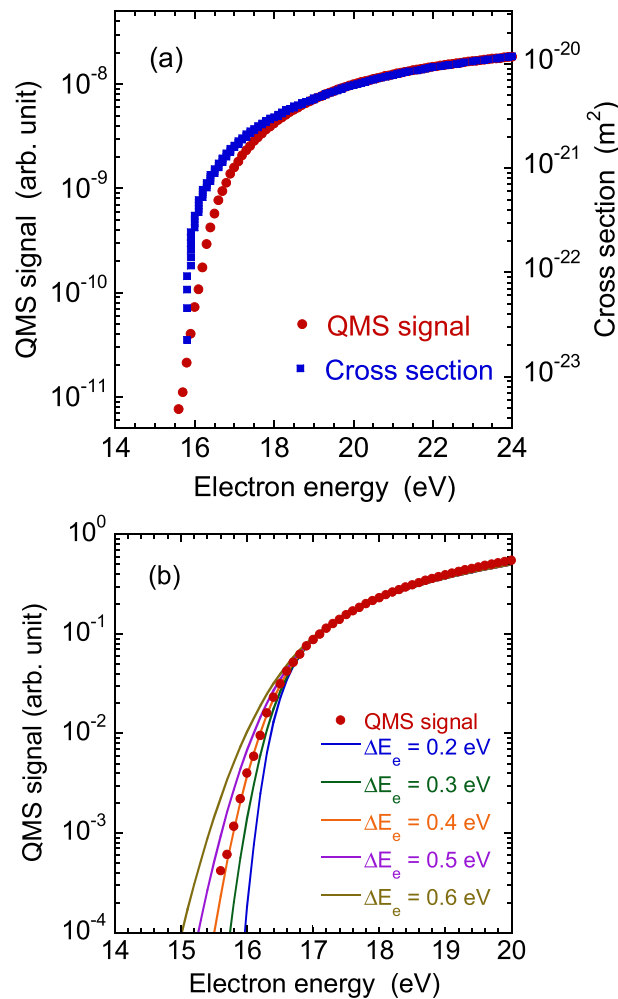 (a)
QMS signal (arb. unit)
10^-8
10^-9
10^-10
10^-11
10^-20
10^-21
10^-22
10^-23
Cross section (m^2)
QMS signal
Cross section
14 16 18 20 22 24
Electron energy (eV)
(b)
QMS signal (arb. unit)
10^0
10^-1
10^-2
10^-3
10^-4
QMS signal
ΔE_e = 0.2 eV
ΔE_e = 0.3 eV
ΔE_e = 0.4 eV
ΔE_e = 0.5 eV
ΔE_e = 0.6 eV
14 15 16 17 18 19 20
Electron energy (eV)